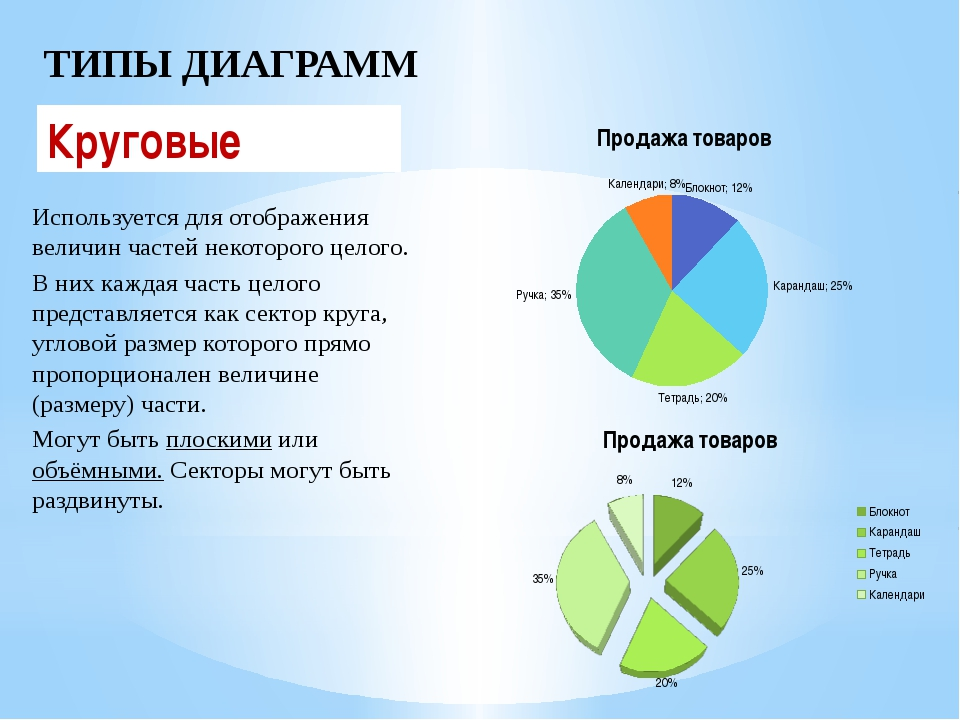 ТИПЫ ДИАГРАММ
Круговые
Используется для отображения
величин частей некоторого целого.
В них каждая часть целого
представляется как сектор круга,
угловой размер которого прямо
пропорционален величине
(размеру) части.
Могут быть плоскими или
объёмными. Секторы могут быть
раздвинуты.
Продажа товаров
Календари; 8%
Блокнот; 12%
Карандаш; 25%
Ручка; 35%
Тетрадь; 20%
Продажа товаров
8%
12%
25%
35%
20%
Блокнот
Карандаш
Тетрадь
Ручка
Календари